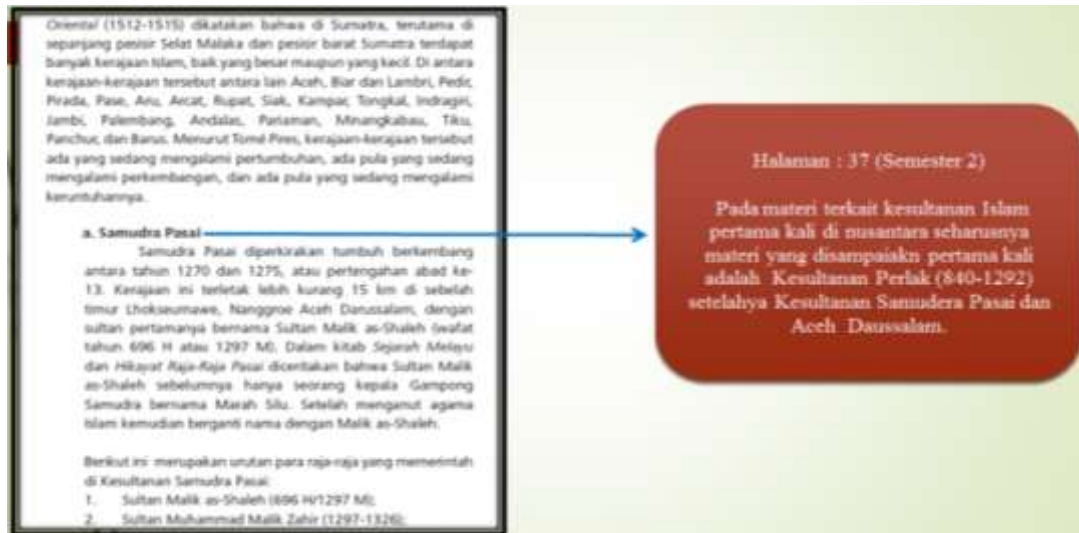 Oriental (1512-1515) dikatakan bahwa di Sumatra, terutama di
sepanjang pesisir Selat Malaka dan pesisir barat Sumatra terdapat
banyak kerajaan Islam, baik yang besar maupun yang kecil. Di antara
kerajaan-kerajaan tersebut antara lain Aceh, Biar dan Lambri, Pedir,
Pirada, Pase, Aru, Arcat, Rupat, Siak, Kampar, Tongkal, Indragiri,
Jambi, Palembang, Andalas, Pariaman, Minangkabau, Tiku,
Panchur, dan Barus. Menurut Tomé Pires, kerajaan-kerajaan tersebut
ada yang sedang mengalami pertumbuhan, ada pula yang sedang
mengalami perkembangan, dan ada pula yang sedang mengalami
keruntuhannya.
a. Samudra Pasai
Samudra Pasai diperkirakan tumbuh berkembang
antara tahun 1270 dan 1275, atau pertengahan abad ke-
13. Kerajaan ini terletak lebih kurang 15 km di sebelah
timur Lhokseumawe, Nanggroe Aceh Darussalam, dengan
sultan pertamanya bernama Sultan Malik as-Shaleh (wafat
tahun 696 H atau 1297 M). Dalam kitab Sejarah Melayu
dan Hikayat Raja-Raja Pasai diceritakan bahwa Sultan Malik
as-Shaleh sebelumnya hanya seorang kepala Gampong
Samudra bernama Marah Silu. Setelah menganut agama
Islam kemudian berganti nama dengan Malik as-Shaleh.
Berikut ini merupakan urutan para raja-raja yang memerintah
di Kesultanan Samudra Pasai:
1. Sultan Malik as-Shaleh (696 H/1297 M);
2. Sultan Muhammad Malik Zahir (1297-1326);
Halaman : 37 (Semester 2)
Pada materi terkait kesultanan Islam
pertama kali di nusantara seharusnya
materi yang disampaiakn pertama kali
adalah Kesultanan Perlak (840-1292)
setelahya Kesultanan Samudera Pasai dan
Aceh Daussalam.